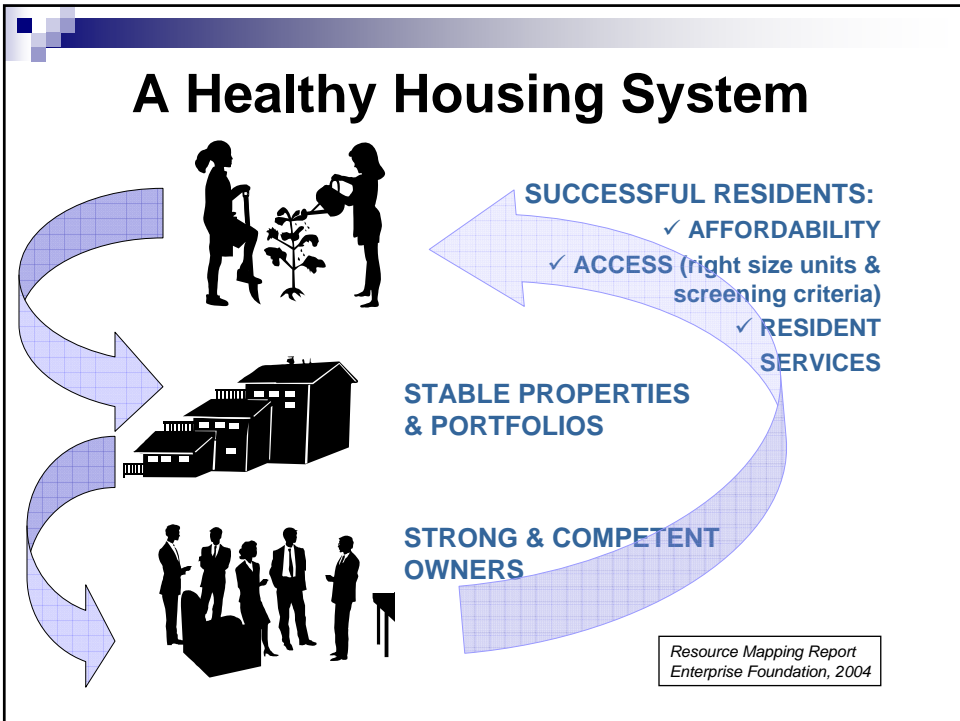 A Healthy Housing System
SUCCESSFUL RESIDENTS:
✓ AFFORDABILITY
✓ ACCESS (right size units &
screening criteria)
✓ RESIDENT
SERVICES
STABLE PROPERTIES
& PORTFOLIOS
STRONG & COMPETENT
OWNERS
Resource Mapping Report
Enterprise Foundation, 2004